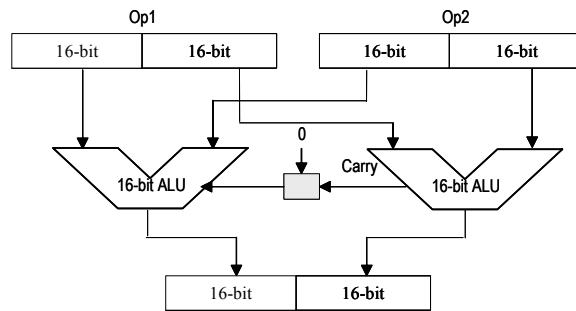 Op1 Op2
16-bit 16-bit 16-bit 16-bit
0
Carry
16-bit ALU 16-bit ALU
16-bit 16-bit